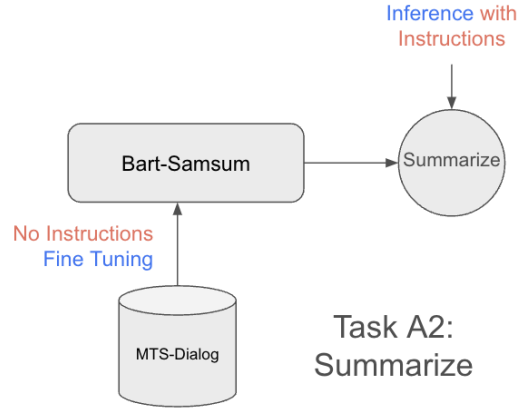 Inference with
Instructions
Bart-Samsum
Summarize
No Instructions
Fine Tuning
MTS-Dialog
Task A2:
Summarize